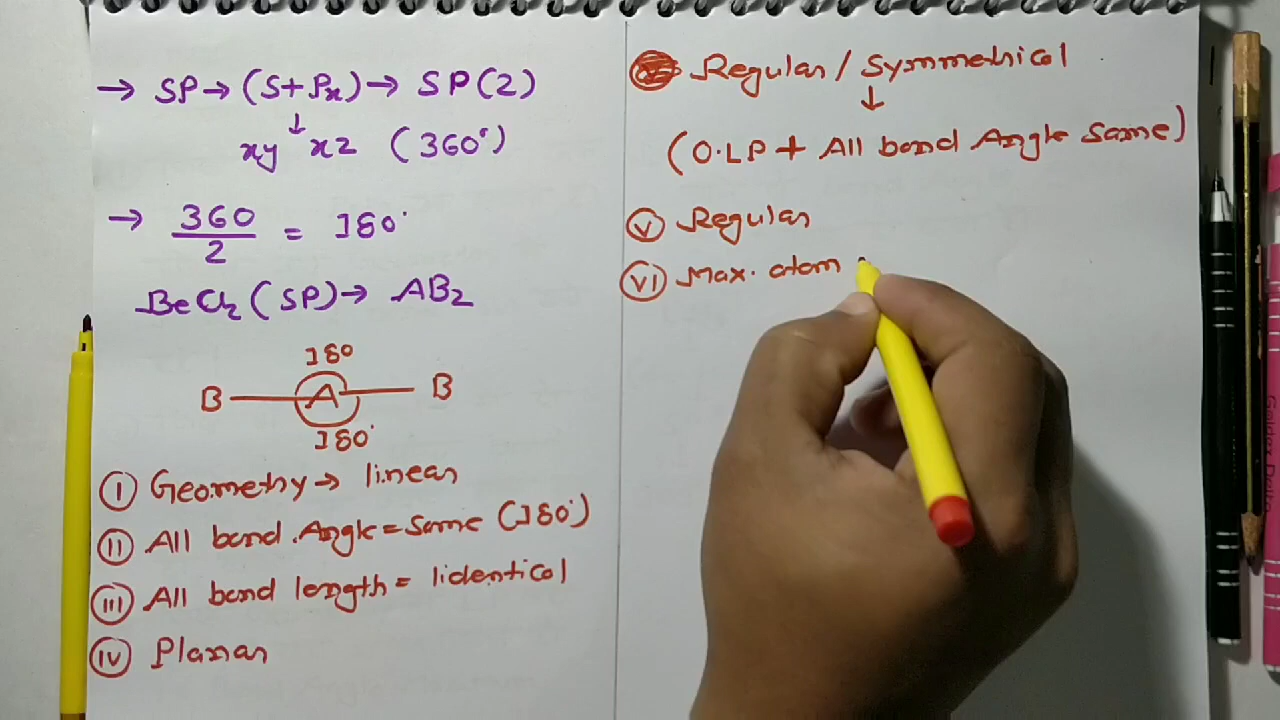 → SP → (S+Px) → SP(2)
↓
xy xz (360°)
→ 360/2 = 180°
BeCl2 (SP) → AB2
180
B — A — B
180°
(I) Geometry → linear
(II) All bond Angle = Same (180°)
(III) All bond length = Iidentical
(IV) Planar
Regular / Symmetrical
↓
(0.LP + All bond Angle Same)
(V) Regular
(VI) Max. atom